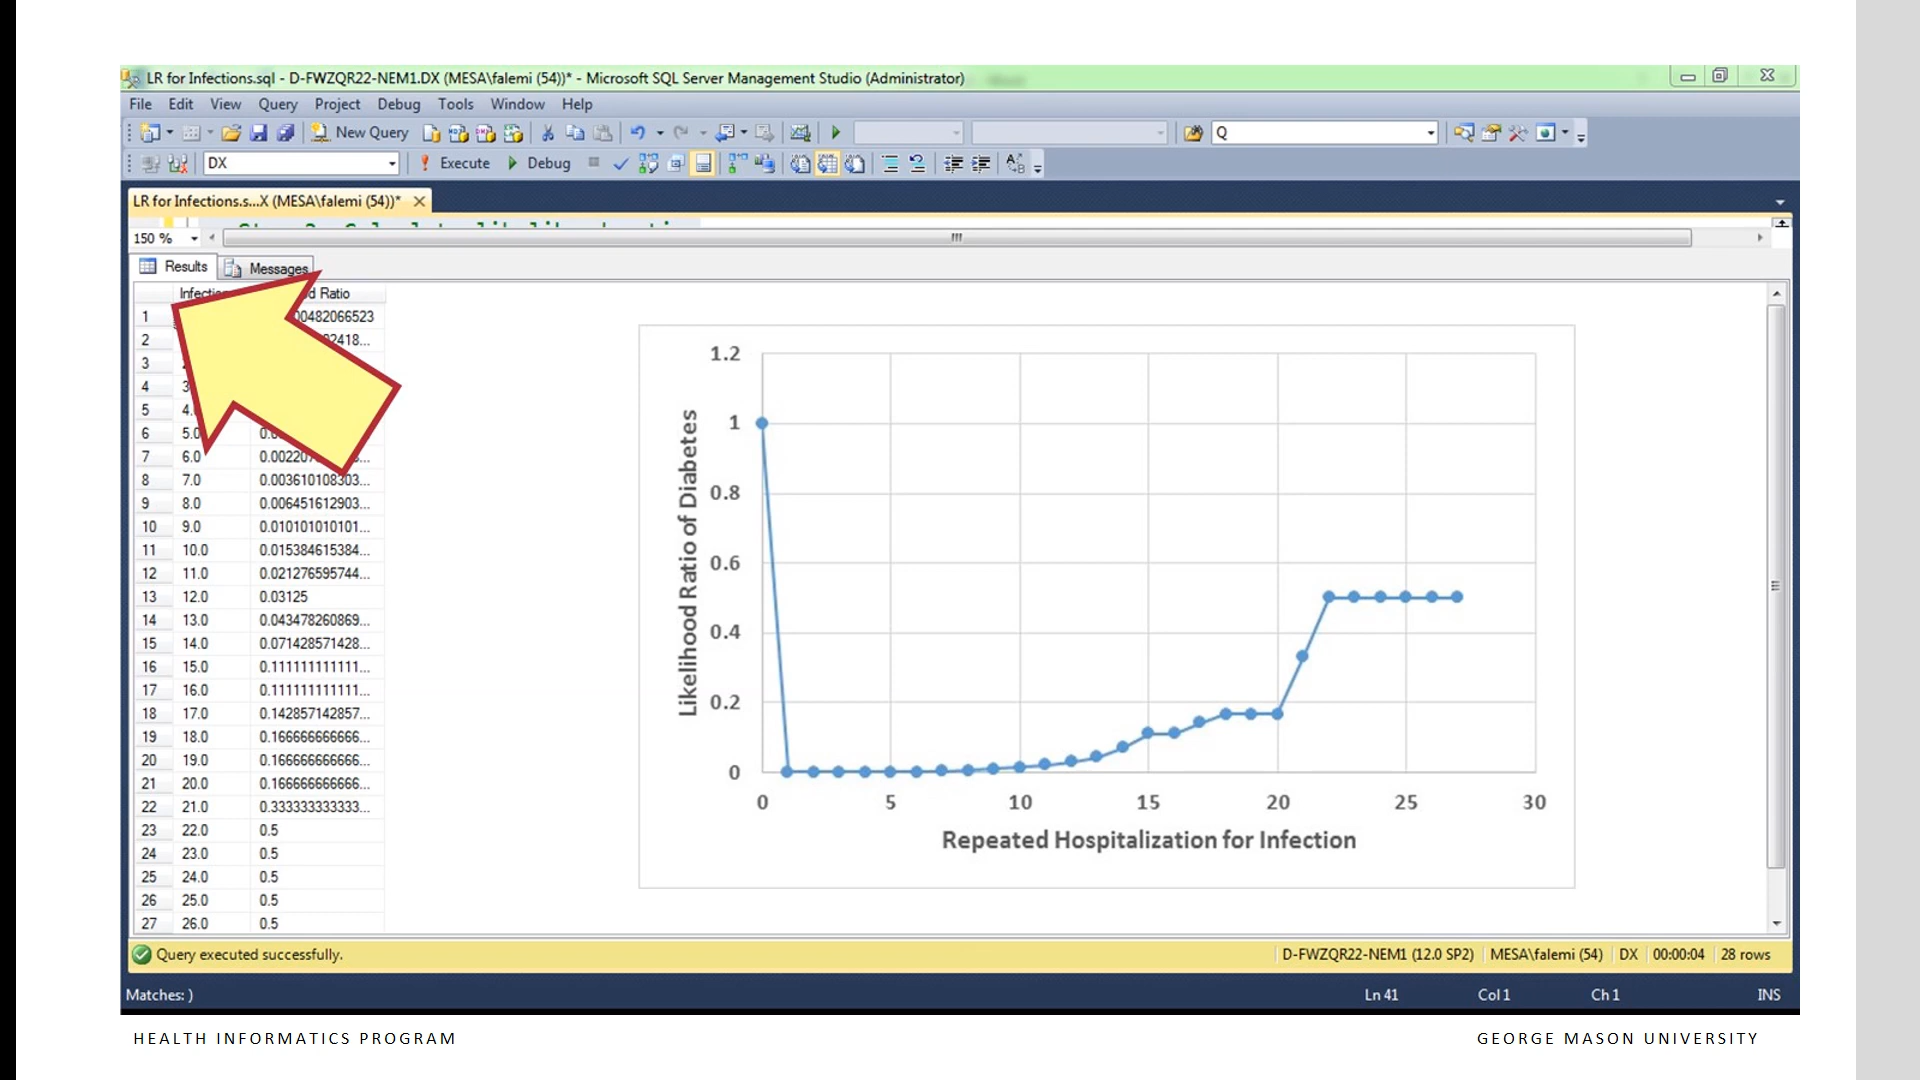 LR for Infections.sql - D-FWZQR22-NEM1.DX (MESA\falemi (54))* - Microsoft SQL Server Management Studio (Administrator)
File Edit View Query Project Debug Tools Window Help
New Query Q
DX Execute Debug
LR for Infections.s...X (MESA\falemi (54))*
150 %
Results Messages
d Ratio
1 00482066523
2 2418...
3
4 3
5 4.
6 5.0
7 6.0
8 7.0 0.003610108303...
9 8.0 0.006451612903...
10 9.0 0.010101010101...
11 10.0 0.015384615384...
12 11.0 0.021276595744...
13 12.0 0.03125
14 13.0 0.043478260869...
15 14.0 0.071428571428...
16 15.0 0.111111111111...
17 16.0 0.111111111111...
18 17.0 0.142857142857...
19 18.0 0.166666666666...
20 19.0 0.166666666666...
21 20.0 0.166666666666...
22 21.0 0.333333333333...
23 22.0 0.5
24 23.0 0.5
25 24.0 0.5
26 25.0 0.5
27 26.0 0.5
Likelihood Ratio of Diabetes
1.2
1
0.8
0.6
0.4
0.2
0
0 5 10 15 20 25 30
Repeated Hospitalization for Infection
Query executed successfully. D-FWZQR22-NEM1 (12.0 SP2) MESA\falemi (54) DX 00:00:04 28 rows
Matches: ) Ln 41 Col 1 Ch 1 INS
HEALTH INFORMATICS PROGRAM GEORGE MASON UNIVERSITY